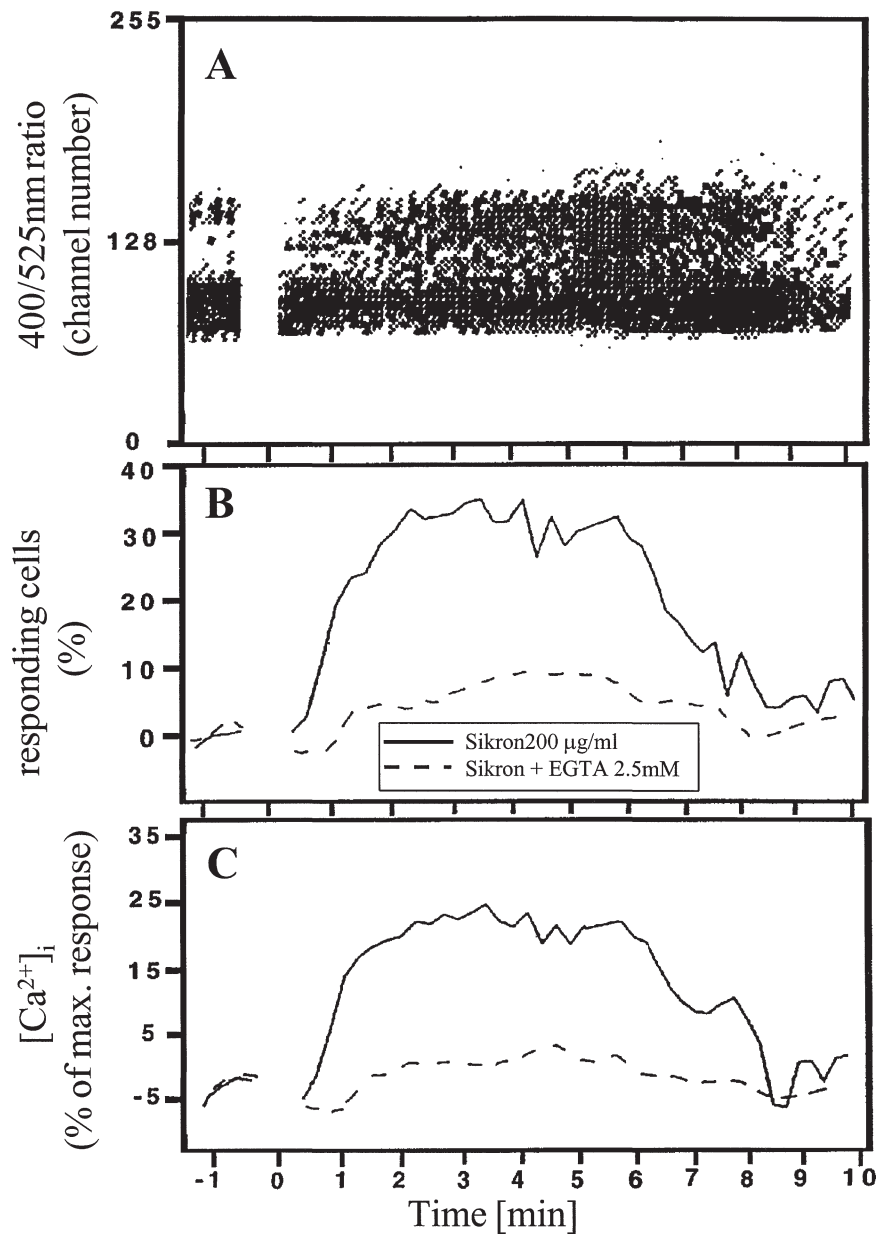 255
A
400/525nm ratio
(channel number)
128
0
40
B
30
responding cells
(%)
20
10
0
Sikron200 μg/ml
Sikron + EGTA 2.5mM
35
C
25
[Ca²⁺]ᵢ
(% of max. response)
15
5
-5
-1 0 1 2 3 4 5 6 7 8 9 10
Time [min]